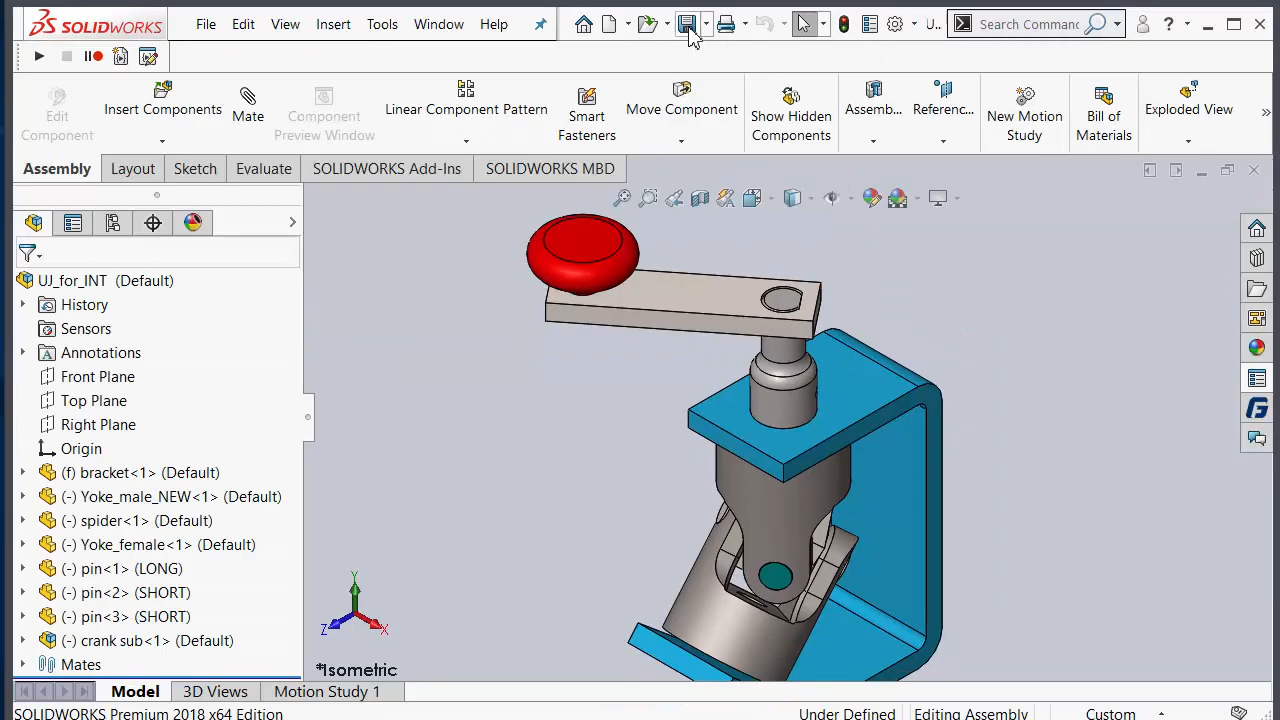 SOLIDWORKS File Edit View Insert Tools Window Help U.. Search Comman
Edit Component
Insert Components
Mate
Component Preview Window
Linear Component Pattern
Smart Fasteners
Move Component
Show Hidden Components
Assemb...
Referenc...
New Motion Study
Bill of Materials
Exploded View
Assembly Layout Sketch Evaluate SOLIDWORKS Add-Ins SOLIDWORKS MBD
UJ_for_INT (Default)
History
Sensors
Annotations
Front Plane
Top Plane
Right Plane
Origin
(f) bracket<1> (Default)
(-) Yoke_male_NEW<1> (Default)
(-) spider<1> (Default)
(-) Yoke_female<1> (Default)
(-) pin<1> (LONG)
(-) pin<2> (SHORT)
(-) pin<3> (SHORT)
(-) crank sub<1> (Default)
Mates
Y
Z X
*Isometric
Model 3D Views Motion Study 1
SOLIDWORKS Premium 2018 x64 Edition Under Defined Editing Assembly Custom